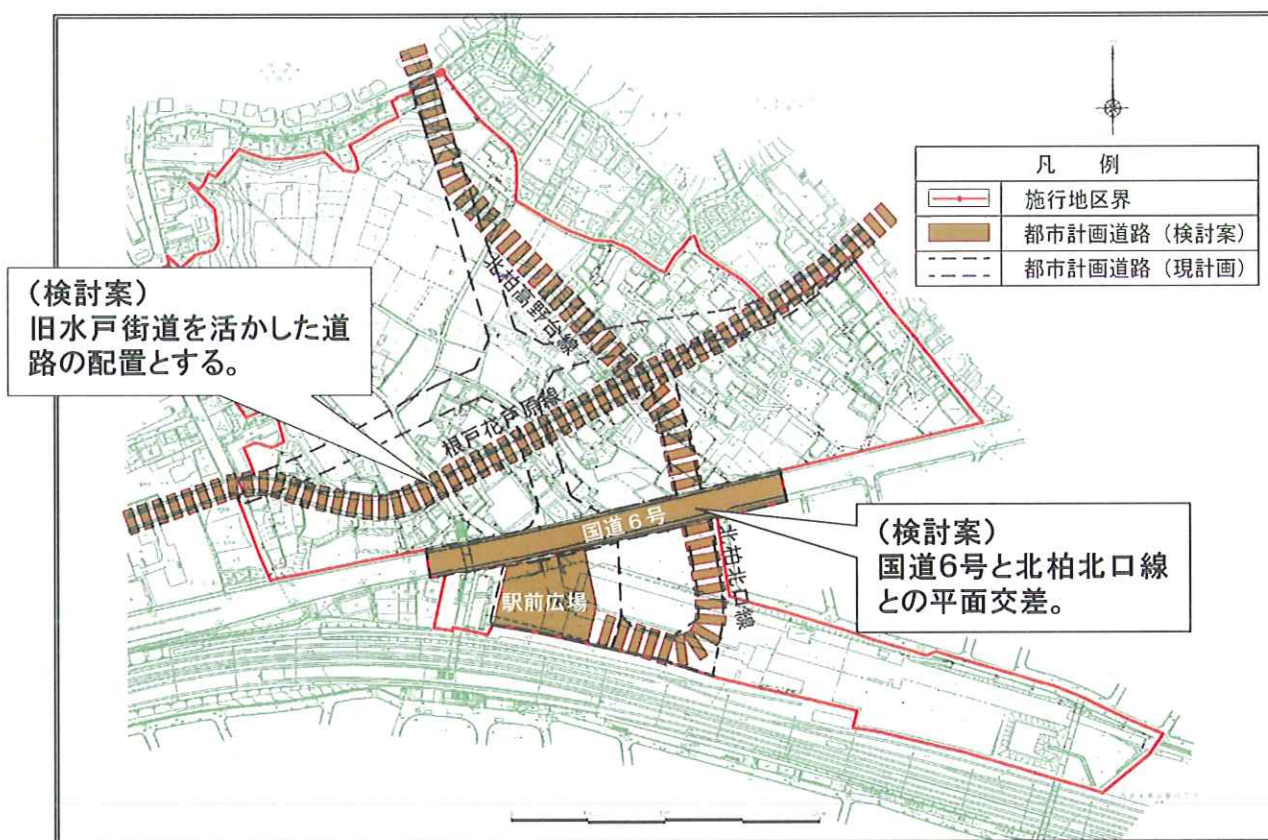 凡 例
施行地区界
都市計画道路（検討案）
都市計画道路（現計画）
（検討案）
旧水戸街道を活かした道
路の配置とする。
北柏高野台線
根戸花戸原線
国道6号
（検討案）
国道6号と北柏北口線
との平面交差。
北柏北口線
駅前広場